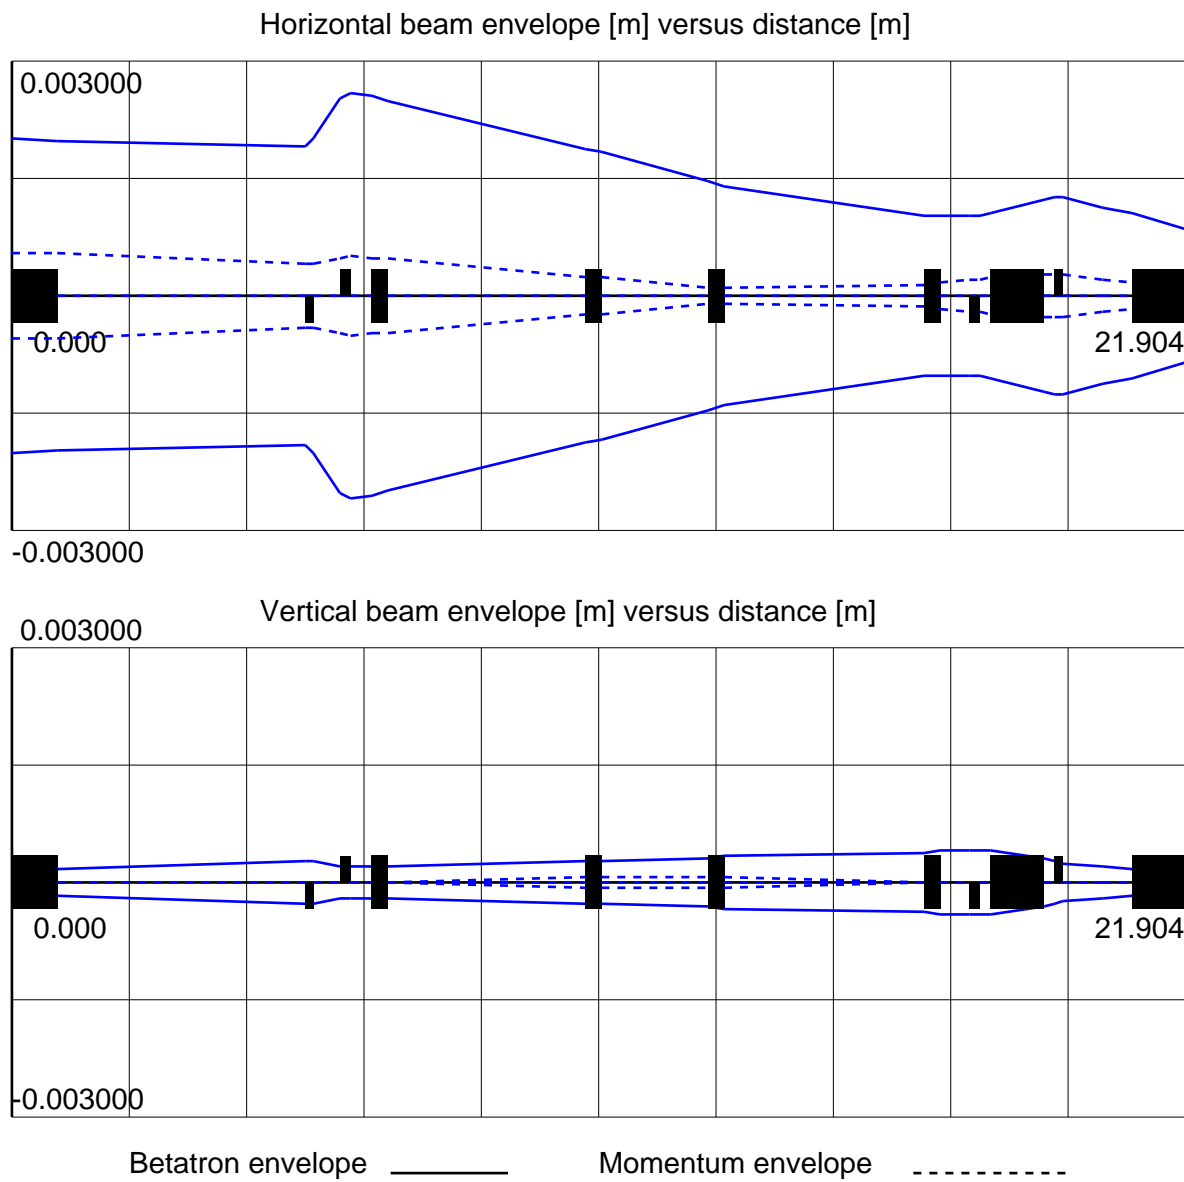 Horizontal beam envelope [m] versus distance [m]
0.003000
0.000
21.904
-0.003000
Vertical beam envelope [m] versus distance [m]
0.003000
0.000
21.904
-0.003000
Betatron envelope
Momentum envelope